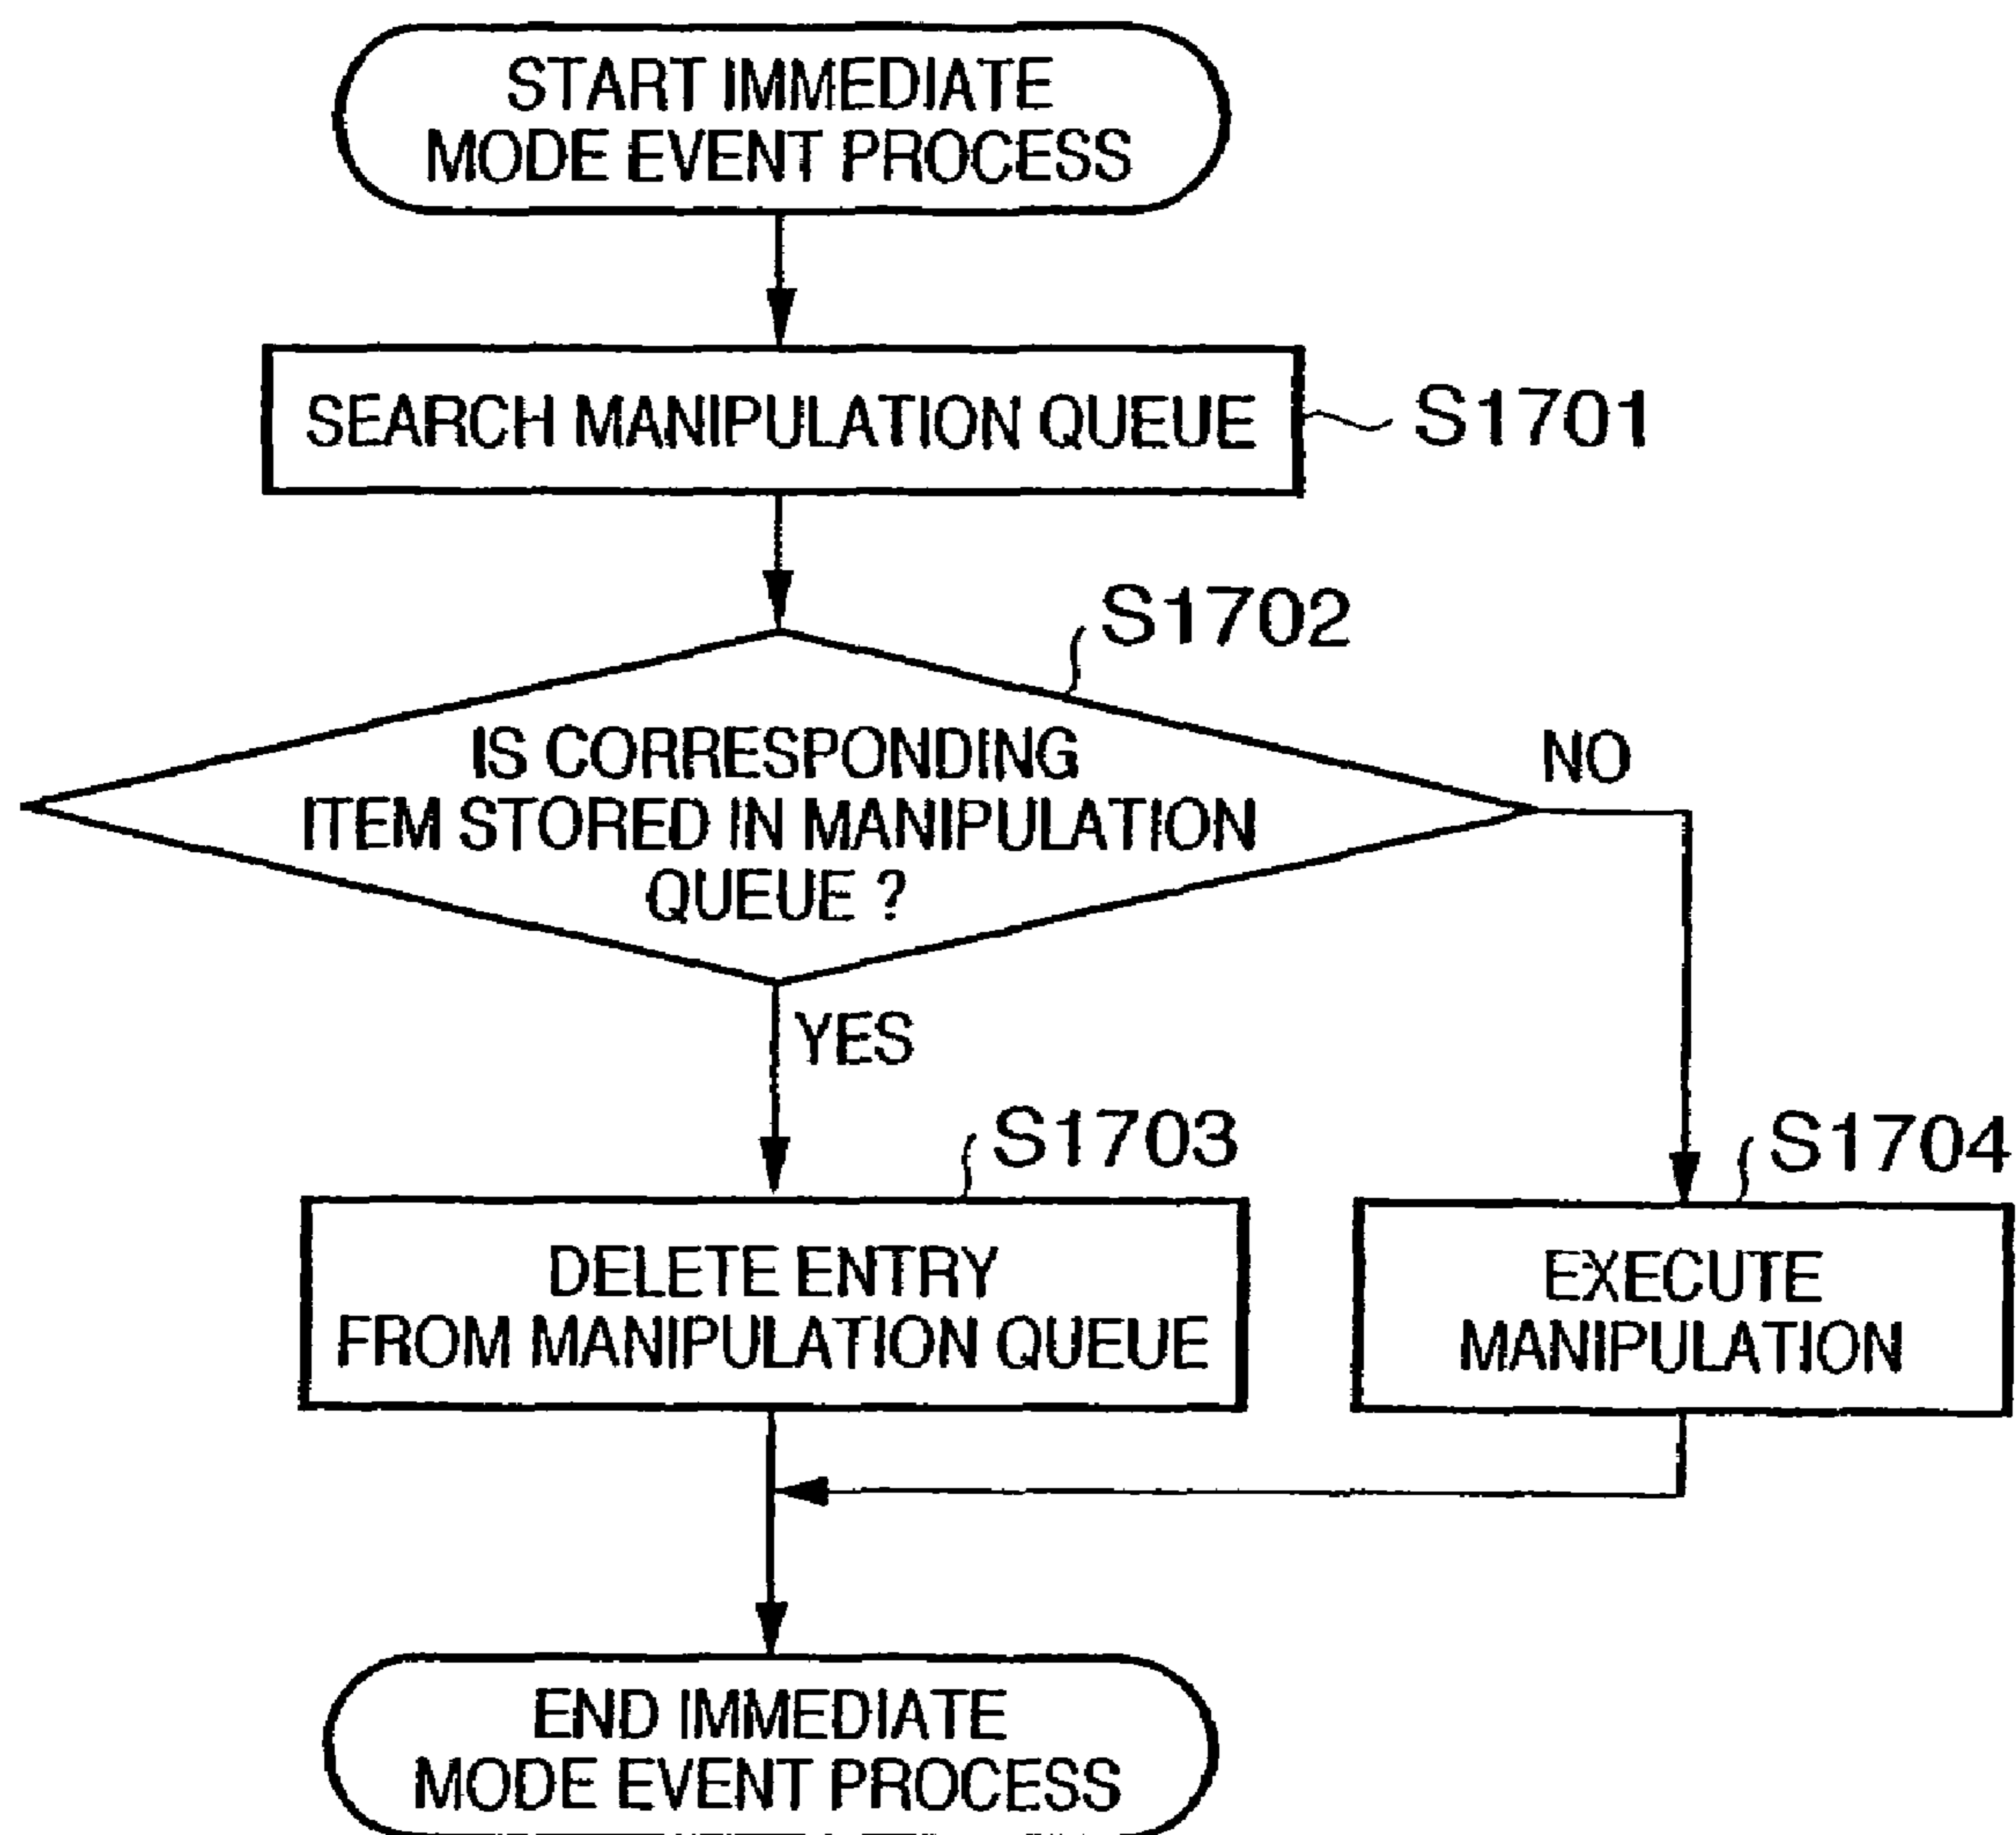 START IMMEDIATE
MODE EVENT PROCESS
SEARCH MANIPULATION QUEUE
S1701
S1702
IS CORRESPONDING
ITEM STORED IN MANIPULATION
QUEUE ?
NO
YES
S1703
S1704
DELETE ENTRY
FROM MANIPULATION QUEUE
EXECUTE
MANIPULATION
END IMMEDIATE
MODE EVENT PROCESS